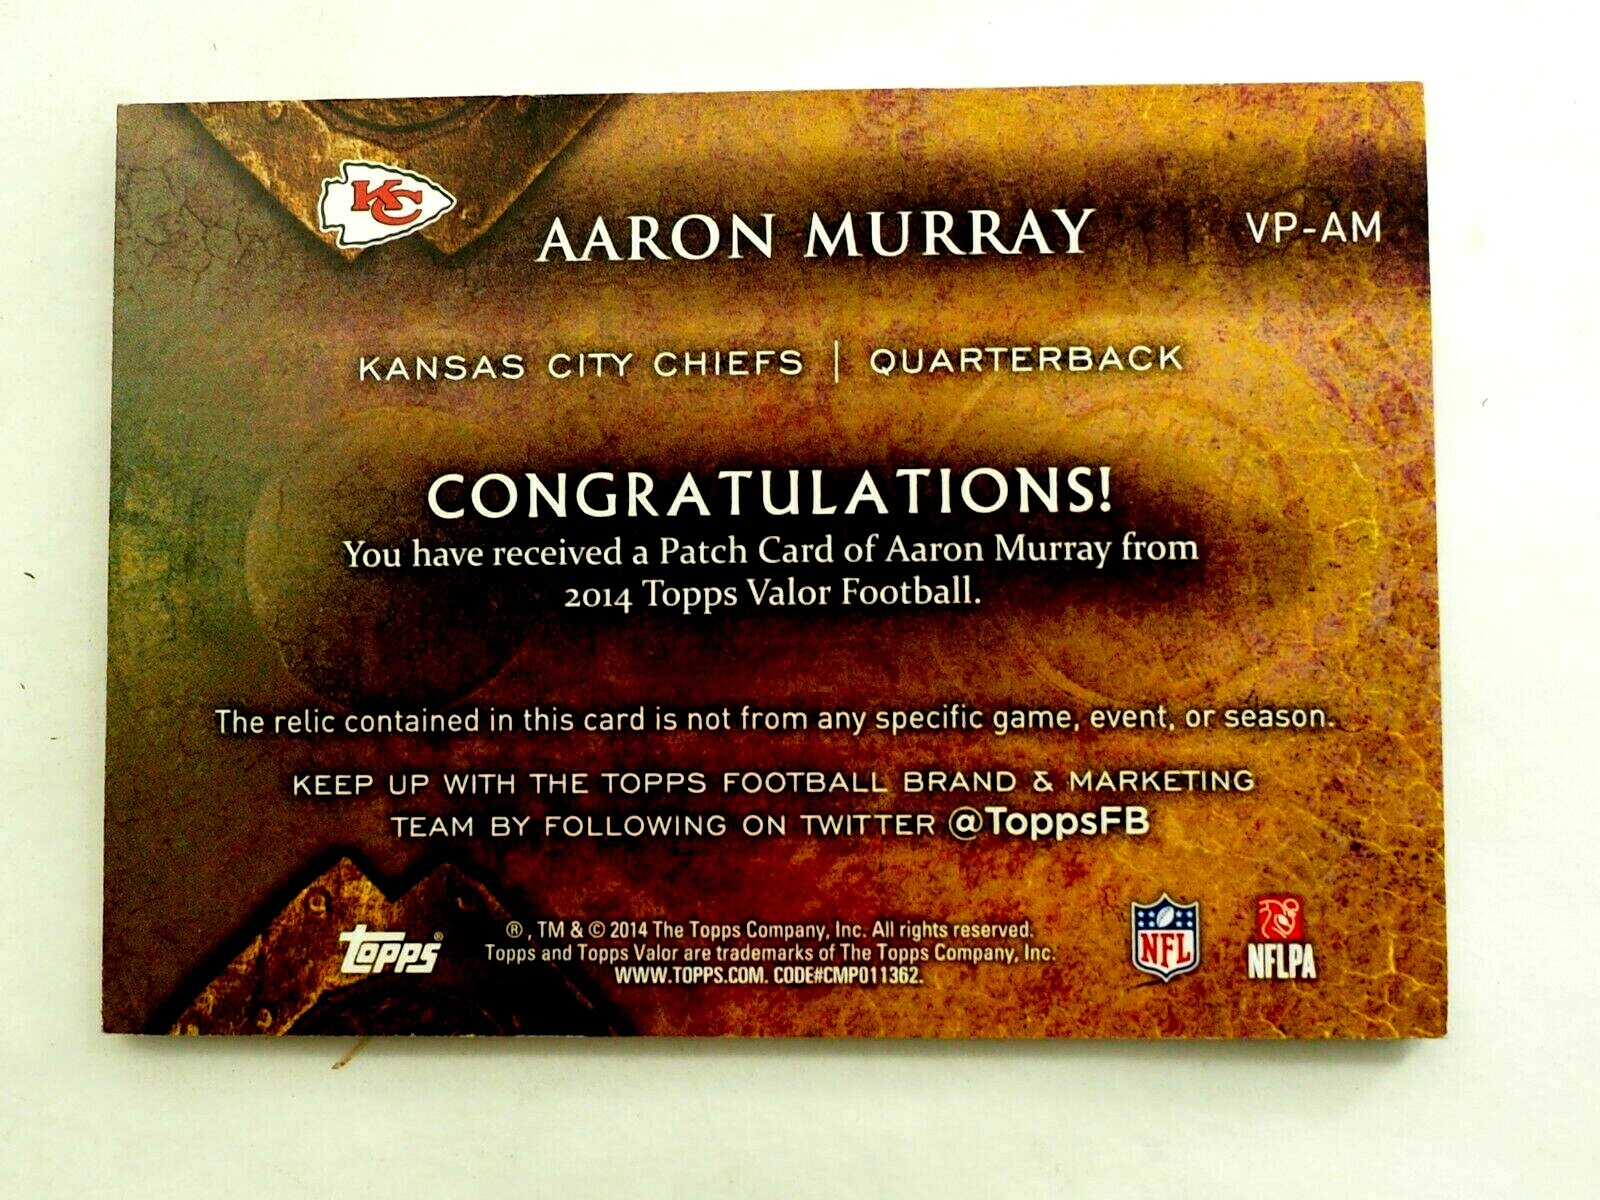 KC
AARON MURRAY
VP-AM
KANSAS CITY CHIEFS | QUARTERBACK
CONGRATULATIONS!
You have received a Patch Card of Aaron Murray from
2014 Topps Valor Football.
The relic contained in this card is not from any specific game, event, or season.
KEEP UP WITH THE TOPPS FOOTBALL BRAND & MARKETING
TEAM BY FOLLOWING ON TWITTER @ToppsFB
topps®
®, TM & © 2014 The Topps Company, Inc. All rights reserved.
Topps and Topps Valor are trademarks of The Topps Company, Inc.
WWW.TOPPS.COM. CODE#CMP011362.
NFL
NFLPA